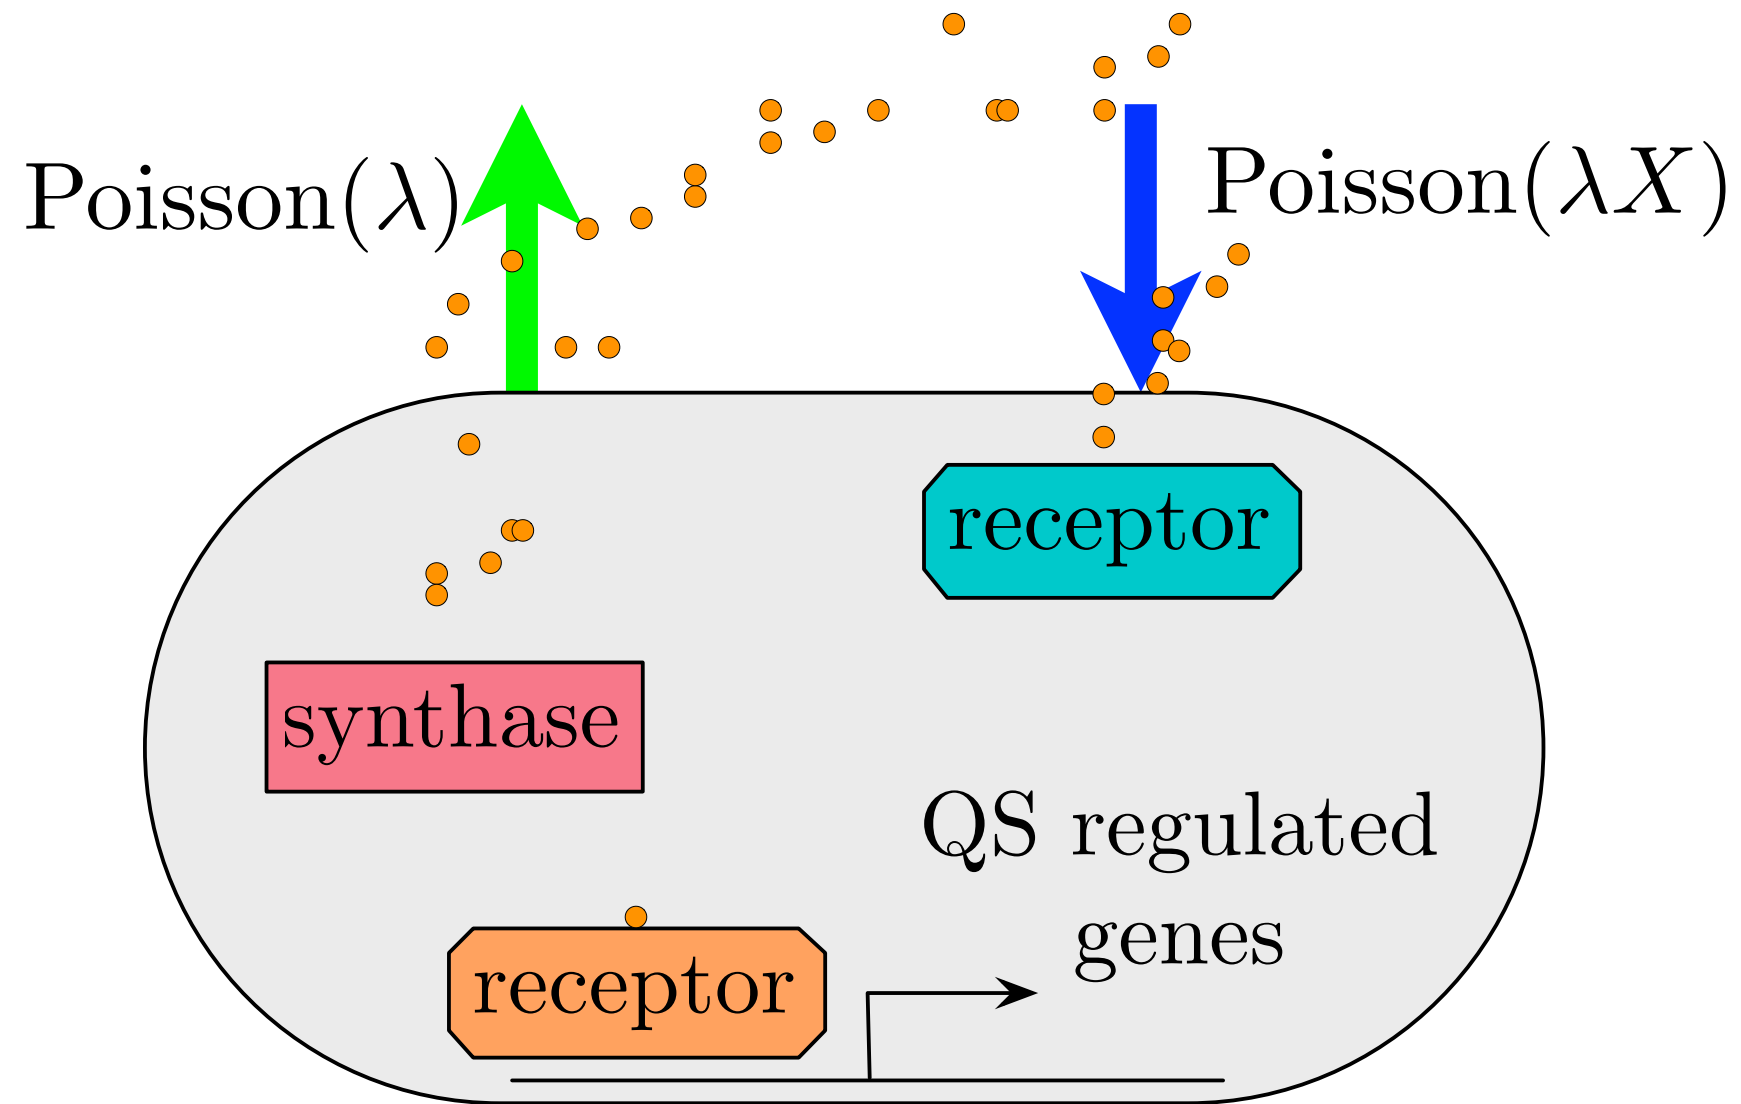 Poisson(λ)
Poisson(λX)
receptor
synthase
QS regulated
genes
receptor